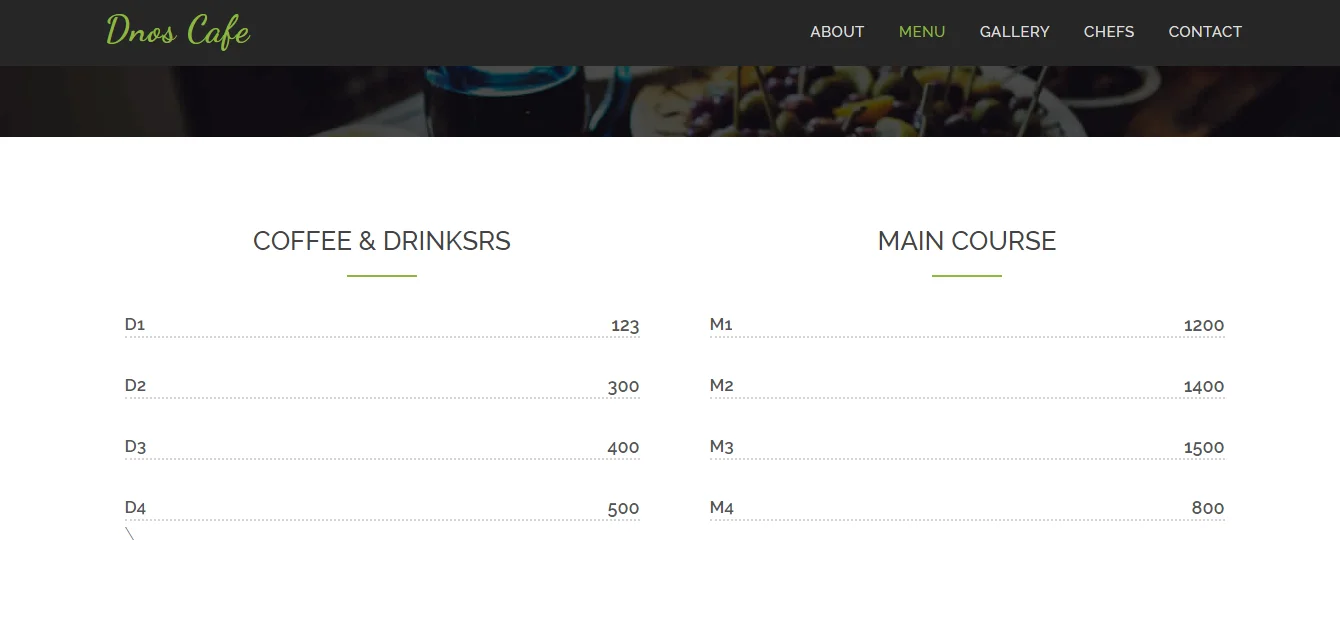 Dnos Cafe
ABOUT MENU GALLERY CHEFS CONTACT
COFFEE & DRINKSRS
D1 123
D2 300
D3 400
D4 500
\
MAIN COURSE
M1 1200
M2 1400
M3 1500
M4 800